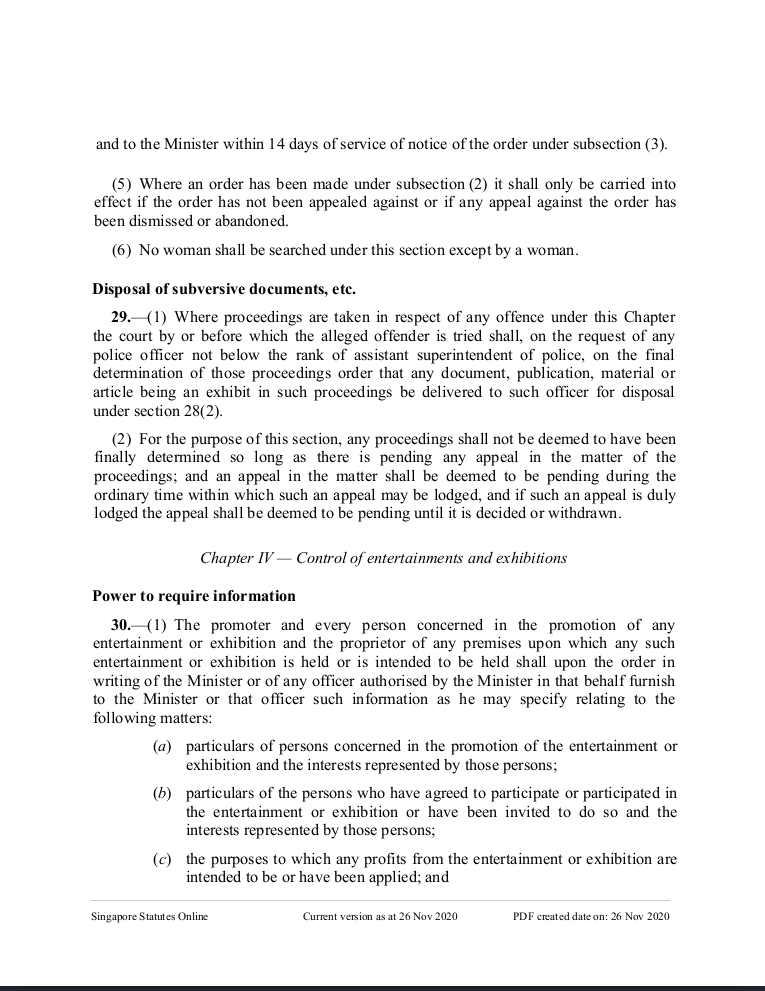 and to the Minister within 14 days of service of notice of the order under subsection (3).
(5) Where an order has been made under subsection (2) it shall only be carried into
effect if the order has not been appealed against or if any appeal against the order has
been dismissed or abandoned.
(6) No woman shall be searched under this section except by a woman.
Disposal of subversive documents, etc.
29.—(1) Where proceedings are taken in respect of any offence under this Chapter
the court by or before which the alleged offender is tried shall, on the request of any
police officer not below the rank of assistant superintendent of police, on the final
determination of those proceedings order that any document, publication, material or
article being an exhibit in such proceedings be delivered to such officer for disposal
under section 28(2).
(2) For the purpose of this section, any proceedings shall not be deemed to have been
finally determined so long as there is pending any appeal in the matter of the
proceedings; and an appeal in the matter shall be deemed to be pending during the
ordinary time within which such an appeal may be lodged, and if such an appeal is duly
lodged the appeal shall be deemed to be pending until it is decided or withdrawn.
Chapter IV — Control of entertainments and exhibitions
Power to require information
30.—(1) The promoter and every person concerned in the promotion of any
entertainment or exhibition and the proprietor of any premises upon which any such
entertainment or exhibition is held or is intended to be held shall upon the order in
writing of the Minister or of any officer authorised by the Minister in that behalf furnish
to the Minister or that officer such information as he may specify relating to the
following matters:
(a) particulars of persons concerned in the promotion of the entertainment or
exhibition and the interests represented by those persons;
(b) particulars of the persons who have agreed to participate or participated in
the entertainment or exhibition or have been invited to do so and the
interests represented by those persons;
(c) the purposes to which any profits from the entertainment or exhibition are
intended to be or have been applied; and
Singapore Statutes Online Current version as at 26 Nov 2020 PDF created date on: 26 Nov 2020